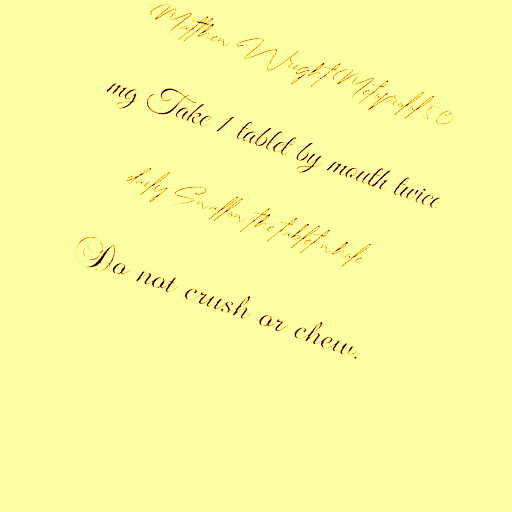 Matthew Wright Metoprolol 50
mg Take 1 tablet by mouth twice
daily Swallow the tablet whole
Do not crush or chew.